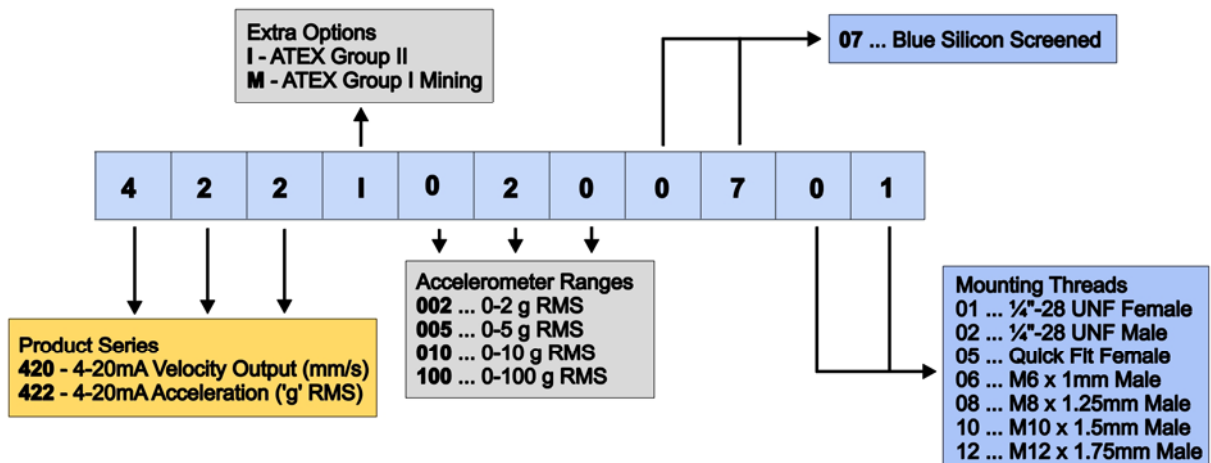 Extra Options
I - ATEX Group II
M - ATEX Group I Mining
07 ... Blue Silicon Screened
4 2 2 I 0 2 0 0 7 0 1
Product Series
420 - 4-20mA Velocity Output (mm/s)
422 - 4-20mA Acceleration ('g' RMS)
Accelerometer Ranges
002 ... 0-2 g RMS
005 ... 0-5 g RMS
010 ... 0-10 g RMS
100 ... 0-100 g RMS
Mounting Threads
01 ... ¼"-28 UNF Female
02 ... ¼"-28 UNF Male
05 ... Quick Fit Female
06 ... M6 x 1mm Male
08 ... M8 x 1.25mm Male
10 ... M10 x 1.5mm Male
12 ... M12 x 1.75mm Male